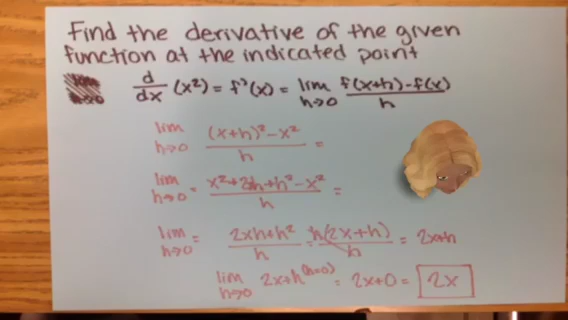 Find the derivative of the given
function at the indicated point
d/dx (x²) = f'(x) = lim h→0 f(x+h)-f(x)/h
lim h→0 (x+h)²-x²/h =
lim h→0 = x²+2xh+h²-x²/h =
lim h→0 = 2xh+h²/h = h(2x+h)/h = 2x+h
lim h→0 2x+h (h=0) = 2x+0 = 2x